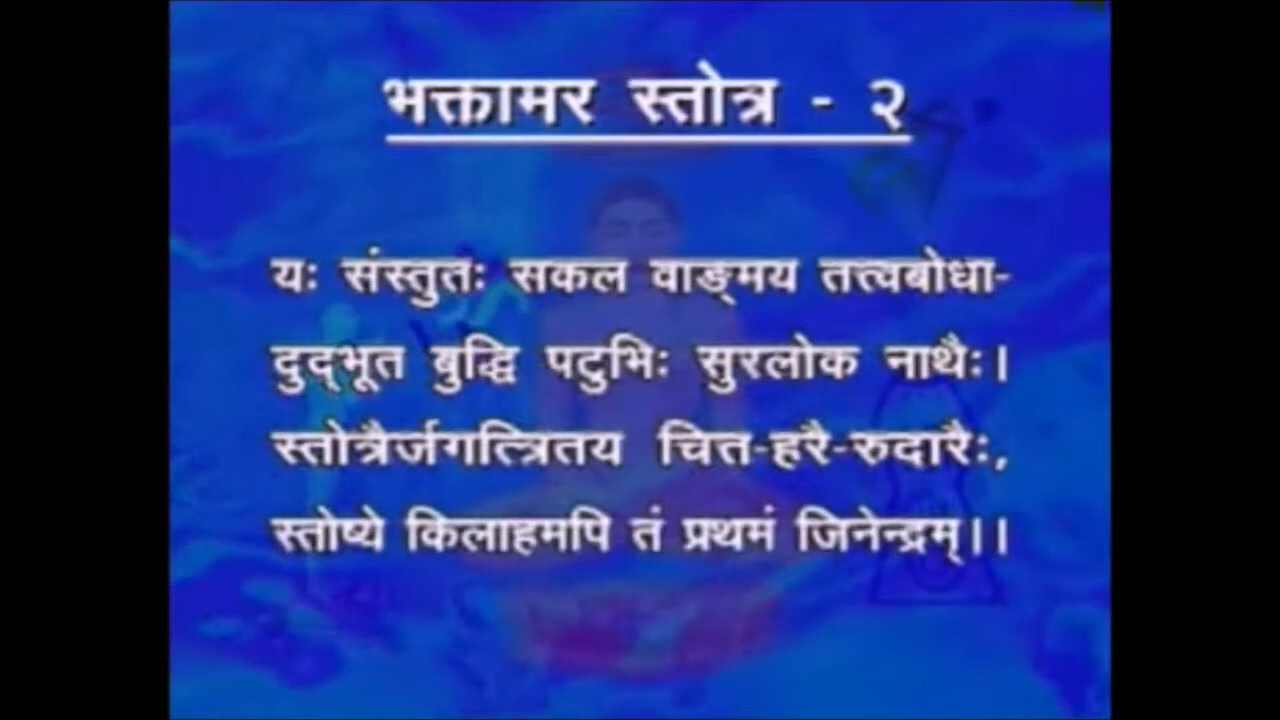 भक्तामर स्तोत्र - २
यः संस्तुतः सकल वाङ्मय तत्त्वबोधा-
दुद्भूत बुद्धि पटुभिः सुरलोक नाथैः।
स्तोत्रैर्जगत्त्रितय चित्त-हरै-रुदारैः,
स्तोष्ये किलाहमपि तं प्रथमं जिनेन्द्रम्।।